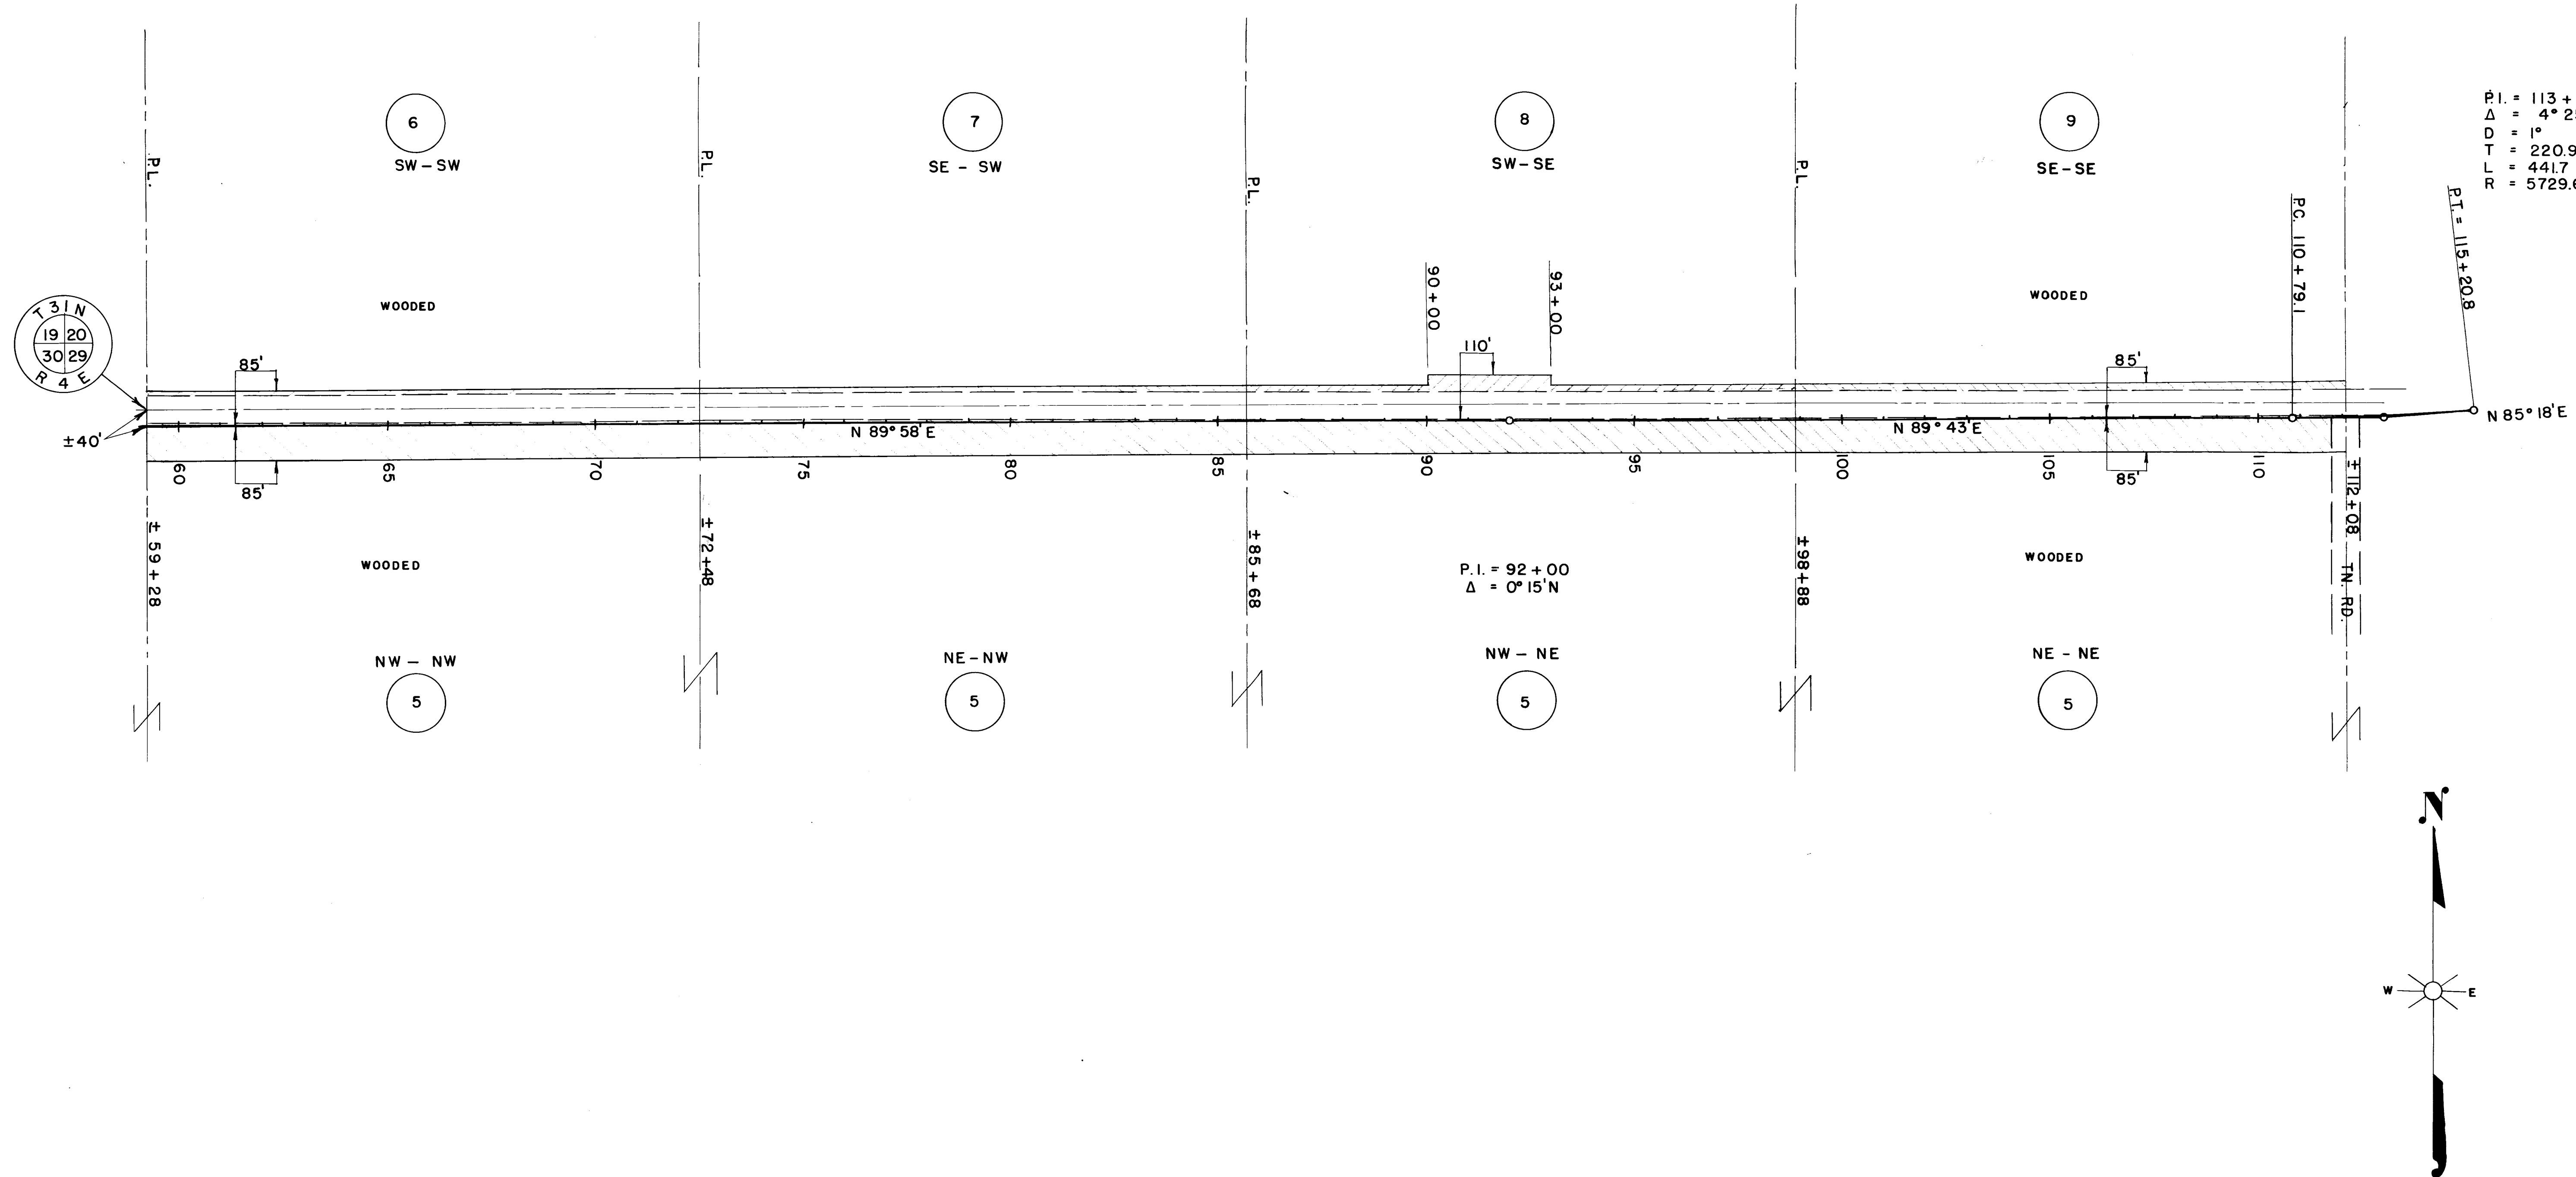 6
SW – SW
7
SE – SW
8
SW – SE
9
SE – SE
P.I. = 113 +
Δ = 4° 2
D = 1°
T = 220.9
L = 441.7
R = 5729.6
P.L.
P.L.
P.L.
P.L.
P.C. 110 + 79.1
P.T. = 115 + 20.8
WOODED
90 + 00
93 + 00
WOODED
T 31 N
19 20
30 29
R 4 E
±40'
85'
110'
85'
N 89° 58' E
N 89° 43' E
N 85° 18' E
60
65
70
75
80
85
90
95
100
105
110
85'
85'
± 59 + 28
± 72 + 48
± 85 + 68
± 98 + 88
± 112 + 08 TN. RD.
WOODED
P.I. = 92 + 00
Δ = 0° 15' N
WOODED
NW – NW
5
NE – NW
5
NW – NE
5
NE – NE
5
N
W E